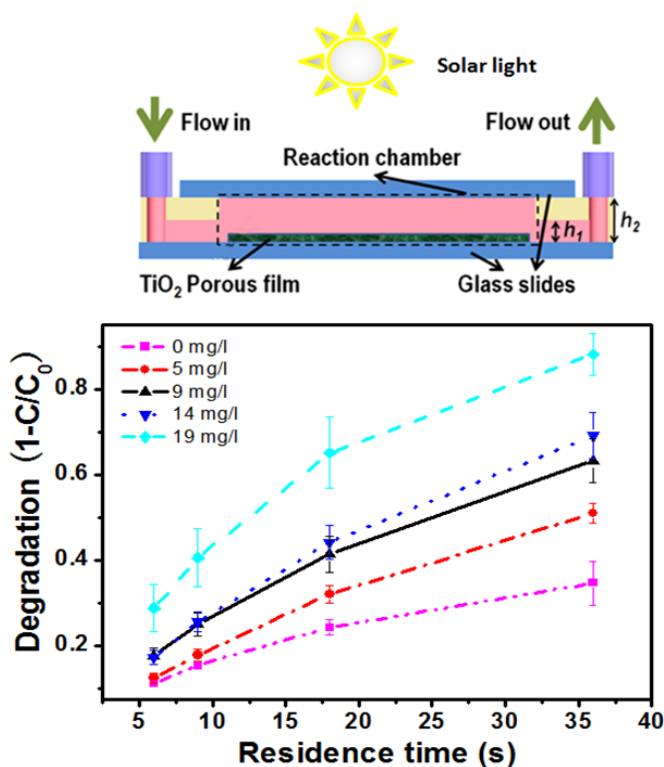 Solar light
Flow in
Flow out
Reaction chamber
h1
h2
TiO2 Porous film
Glass slides
Degradation (1-C/C0)
0 mg/l
5 mg/l
9 mg/l
14 mg/l
19 mg/l
0.8
0.6
0.4
0.2
5 10 15 20 25 30 35 40
Residence time (s)